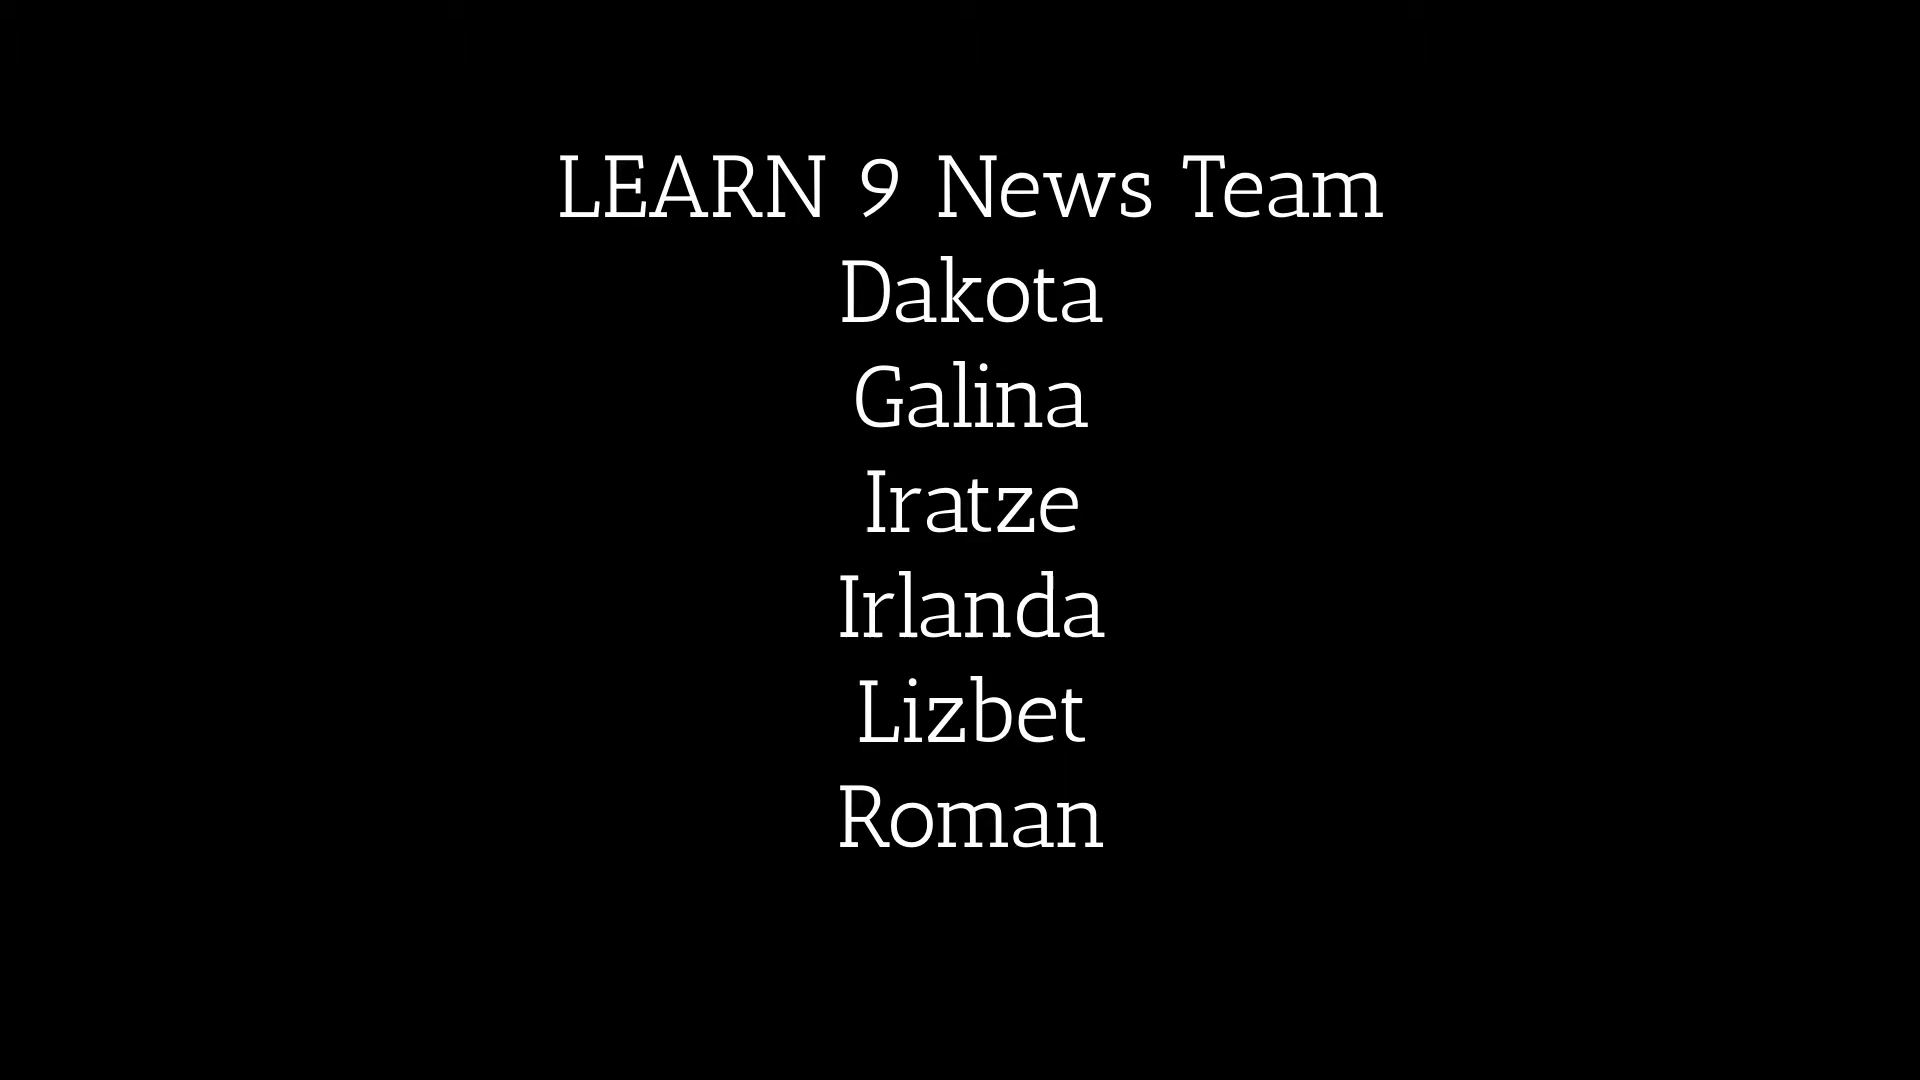 LEARN 9 News Team
Dakota
Galina
Iratze
Irlanda
Lizbet
Roman